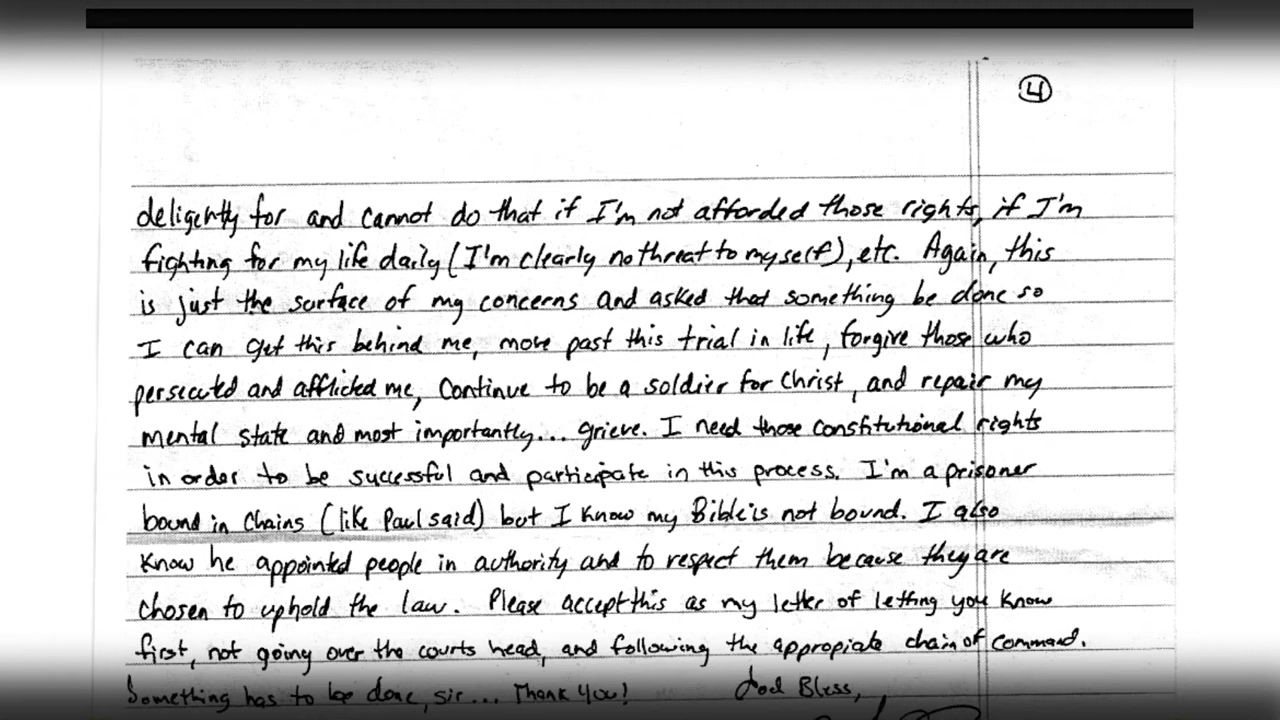 4
deligently for and cannot do that if I'm not afforded those rights, if I'm
fighting for my life daily (I'm clearly no threat to myself), etc. Again, this
is just the surface of my concerns and asked that something be done so
I can get this behind me, move past this trial in life, forgive those who
persecuted and afflicted me, continue to be a soldier for Christ, and repair my
mental state and most importantly... grieve. I need those constitutional rights
in order to be successful and participate in this process. I'm a prisoner
bound in chains (like Paul said) but I know my Bible is not bound. I also
know he appointed people in authority and to respect them because they are
chosen to uphold the law. Please accept this as my letter of letting you know
first, not going over the courts head, and following the appropiate chain of command.
Something has to be done, sir... Thank you! God Bless,